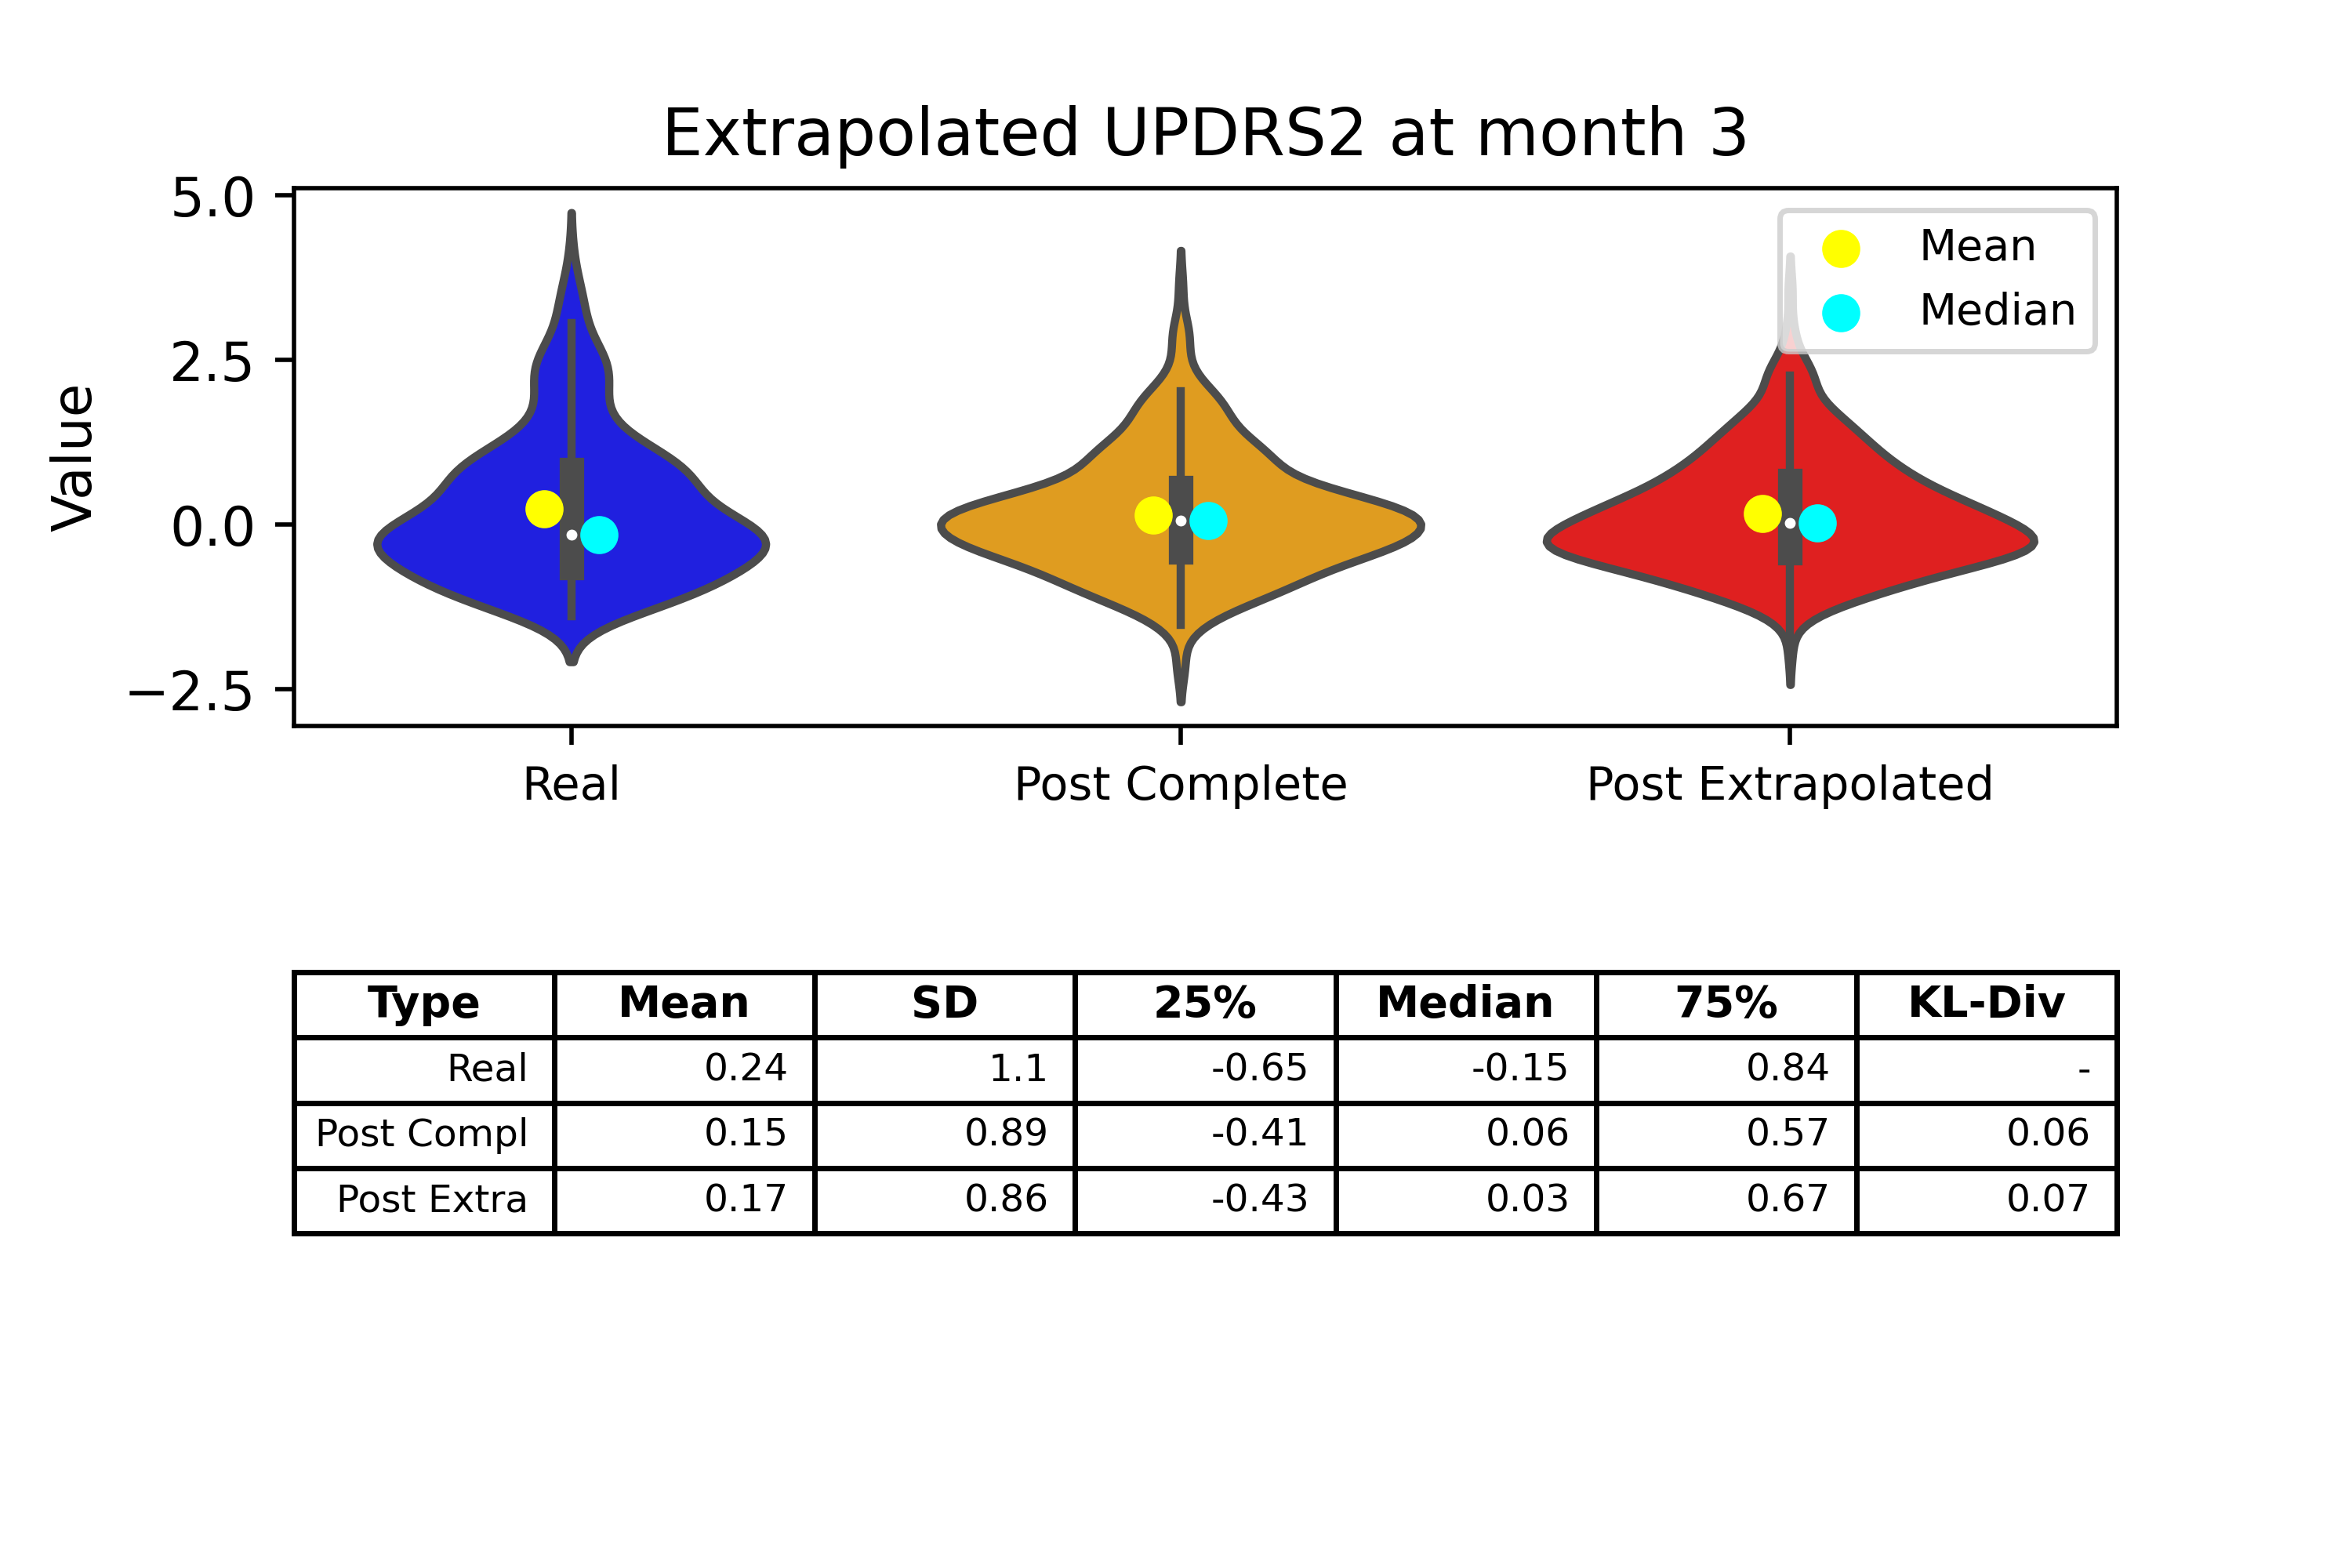 Extrapolated UPDRS2 at month 3
5.0
2.5
0.0
−2.5
Value
Mean
Median
Real Post Complete Post Extrapolated
Type Mean SD 25% Median 75% KL-Div
Real 0.24 1.1 -0.65 -0.15 0.84 -
Post Compl 0.15 0.89 -0.41 0.06 0.57 0.06
Post Extra 0.17 0.86 -0.43 0.03 0.67 0.07